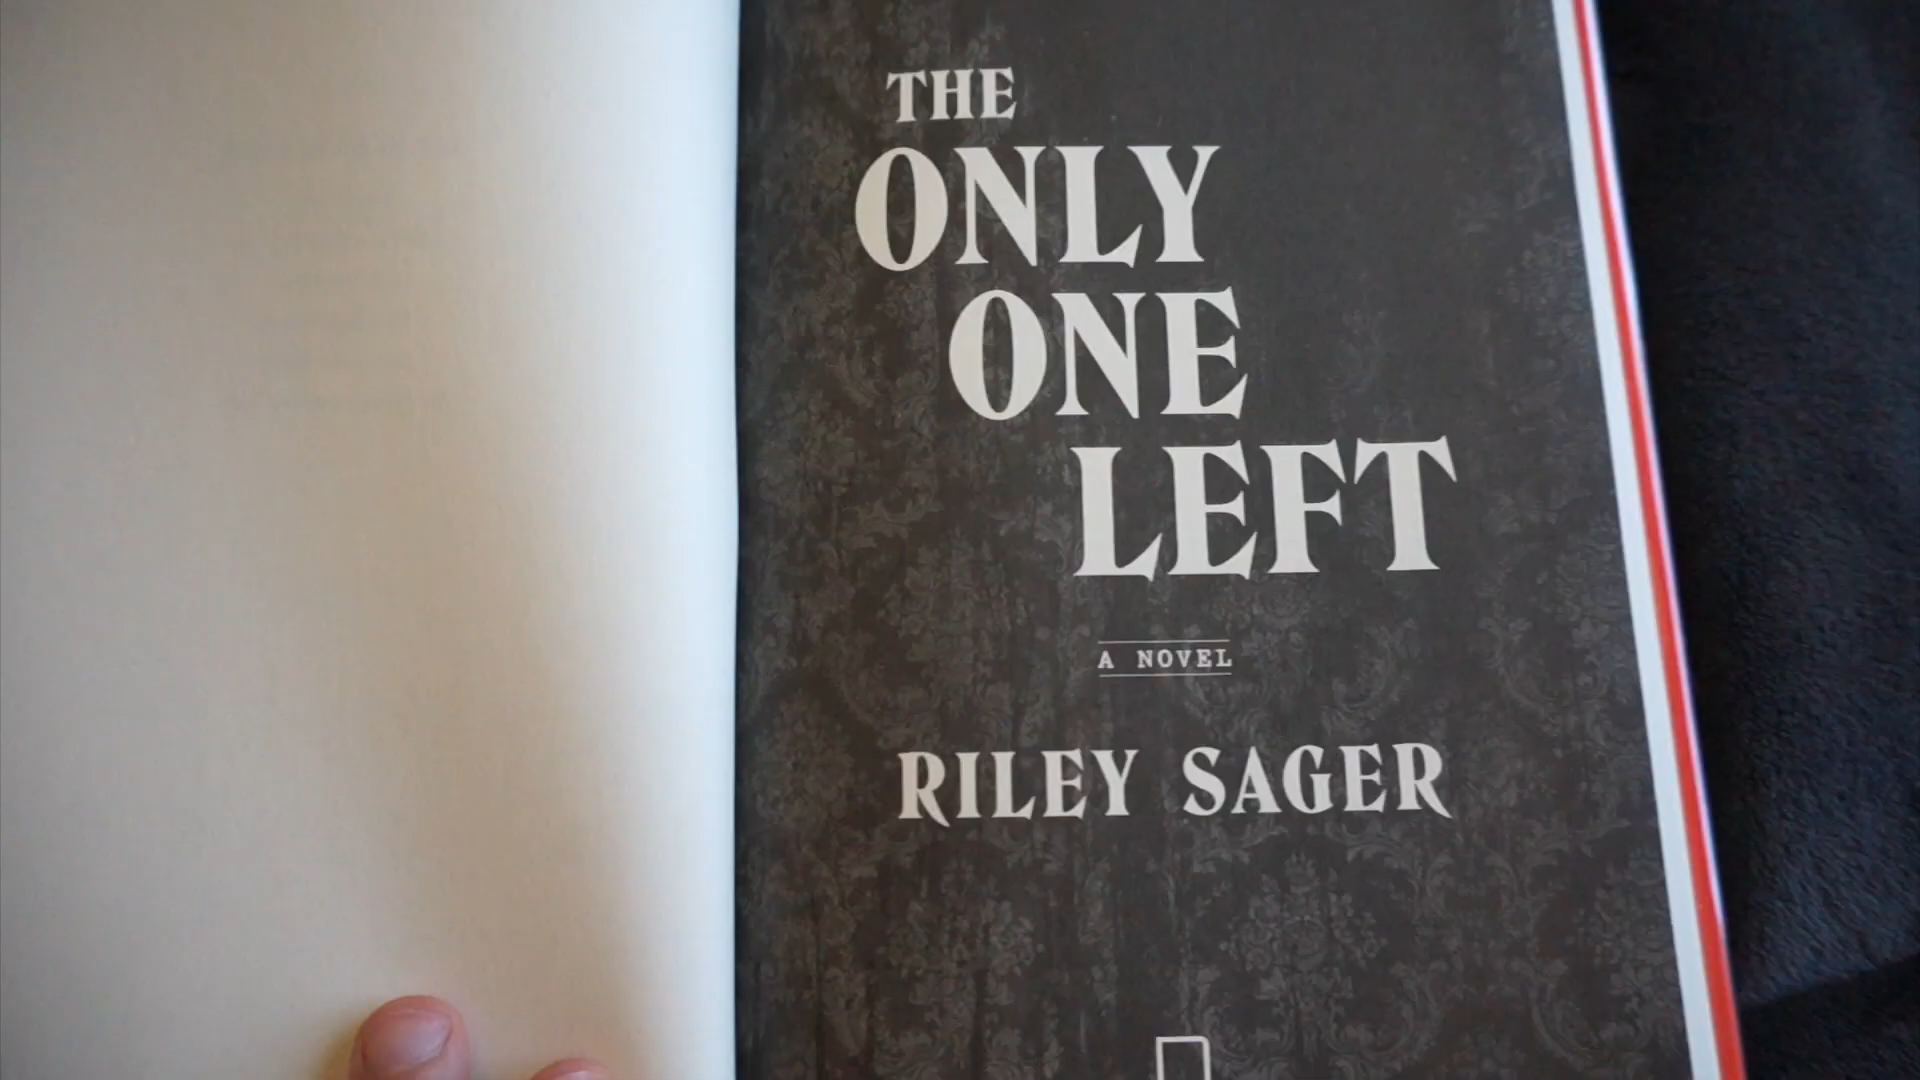 THE
ONLY
ONE
LEFT
A NOVEL
RILEY SAGER